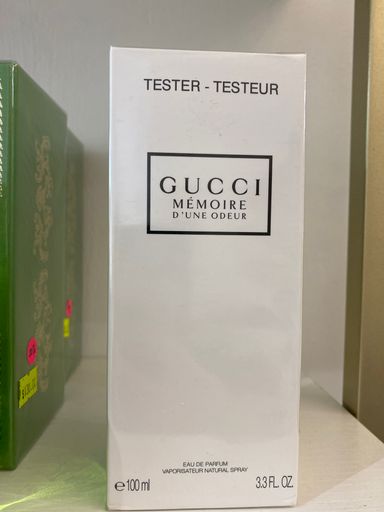 TESTER - TESTEUR
GUCCI
MÉMOIRE
D'UNE ODEUR
EAU DE PARFUM
VAPORISATEUR NATURAL SPRAY
e 100 ml
3.3 FL. OZ.